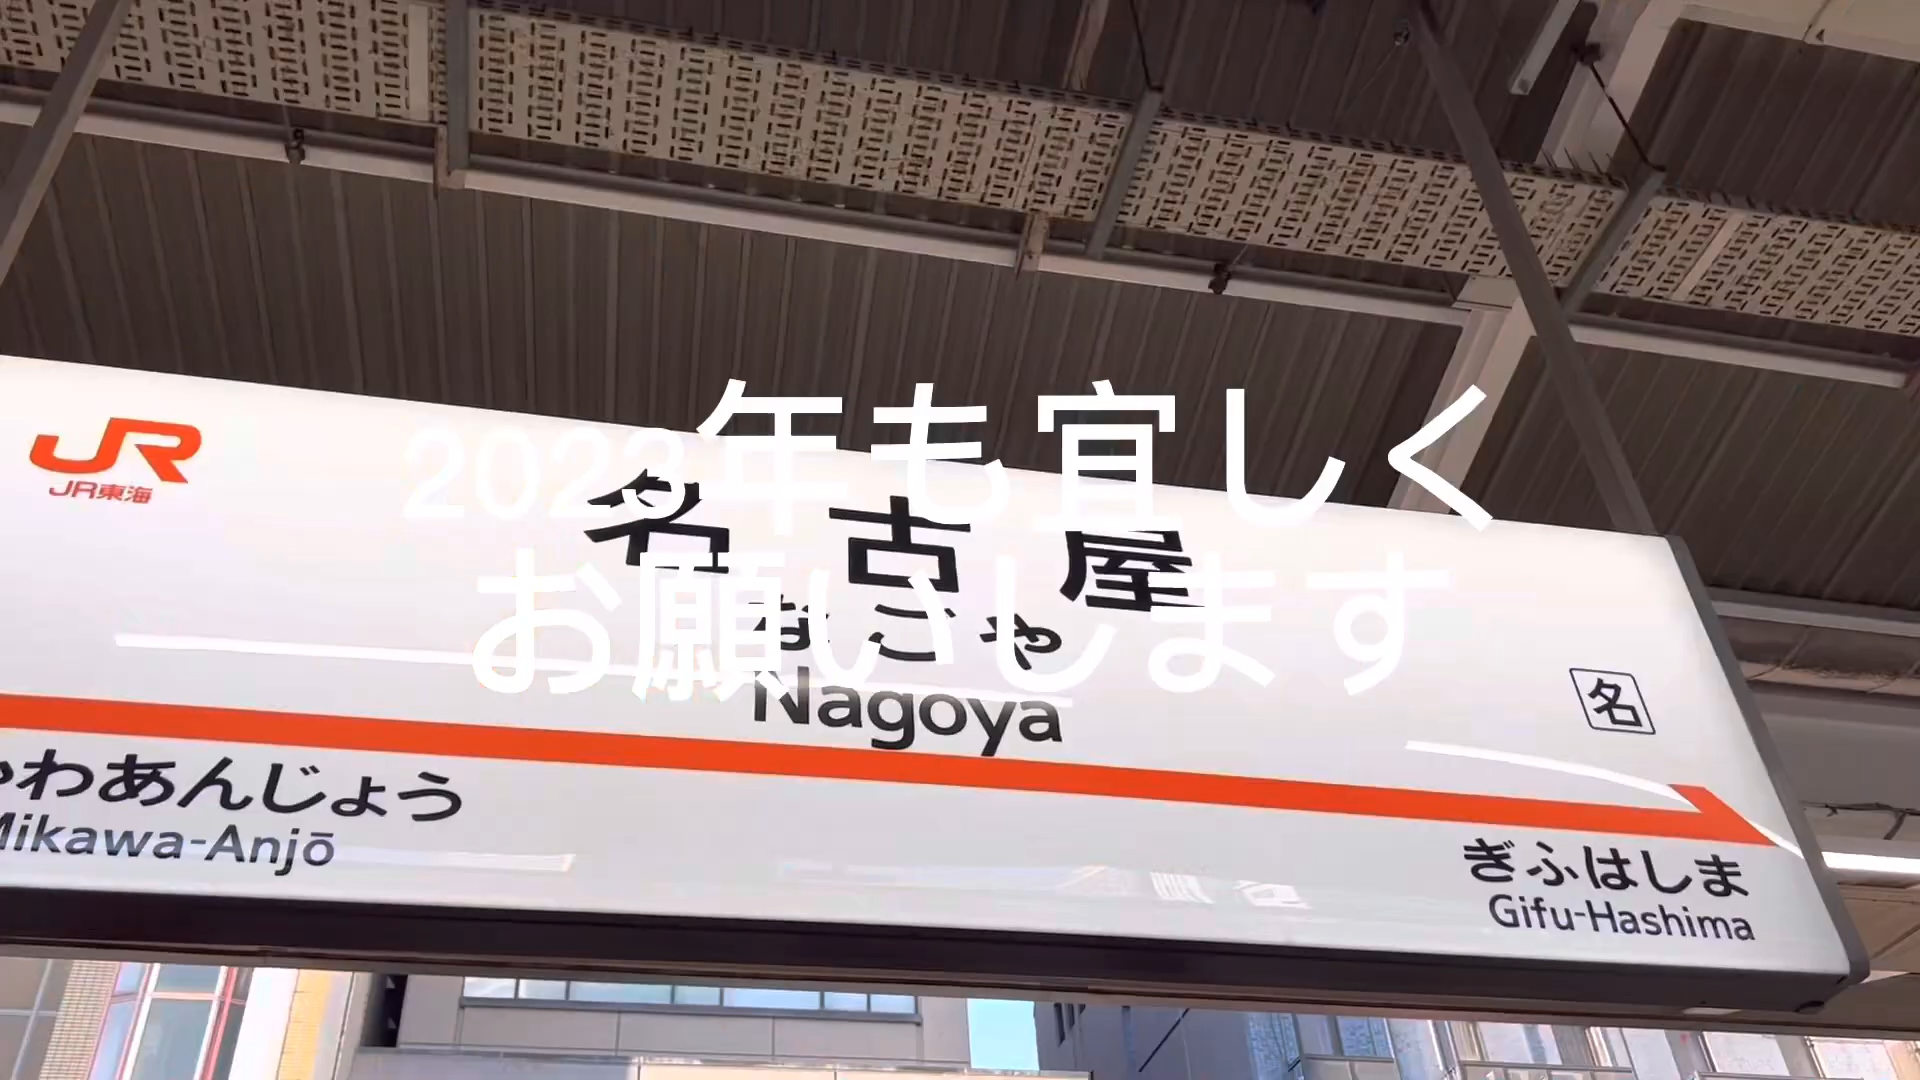 2023年も宜しく
お願いします
JR
JR東海
名古屋
なごや
Nagoya
名
かわあんじょう
Mikawa-Anjō
ぎふはしま
Gifu-Hashima